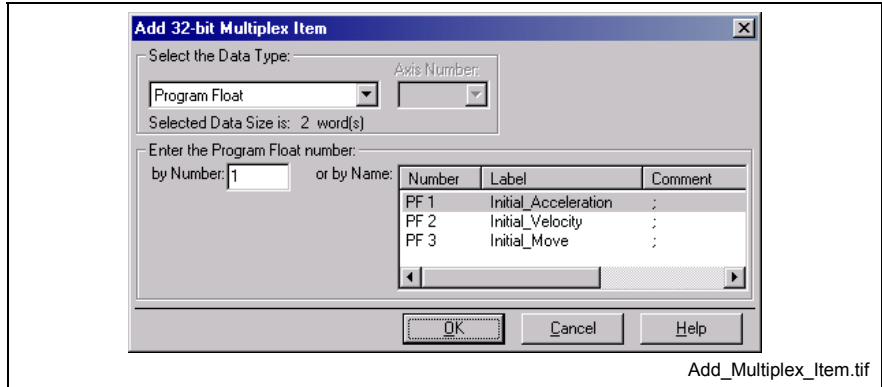 Add 32-bit Multiplex Item
Select the Data Type:
Axis Number:
Program Float
Selected Data Size is: 2 word(s)
Enter the Program Float number:
by Number: 1 or by Name:
Number Label Comment
PF 1 Initial_Acceleration ;
PF 2 Initial_Velocity ;
PF 3 Initial_Move ;
OK Cancel Help
Add_Multiplex_Item.tif